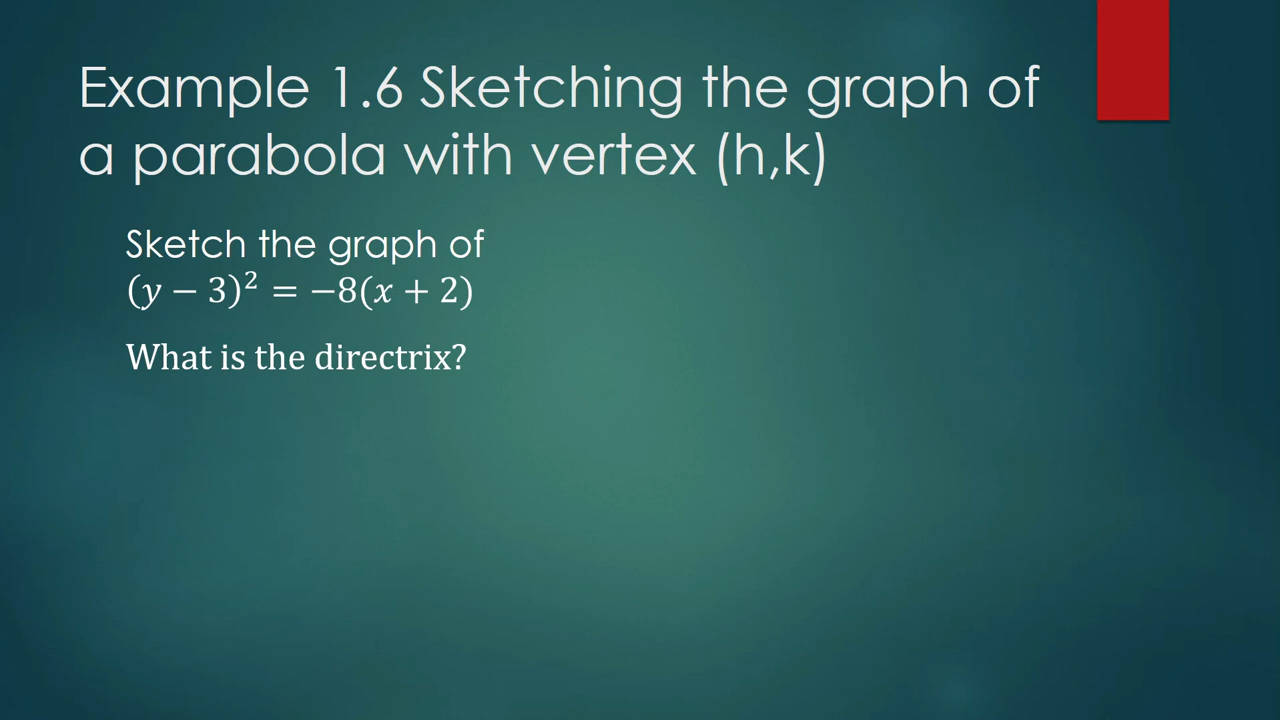 Example 1.6 Sketching the graph of
a parabola with vertex (h,k)
Sketch the graph of
(𝑦 − 3)² = −8(𝑥 + 2)
What is the directrix?